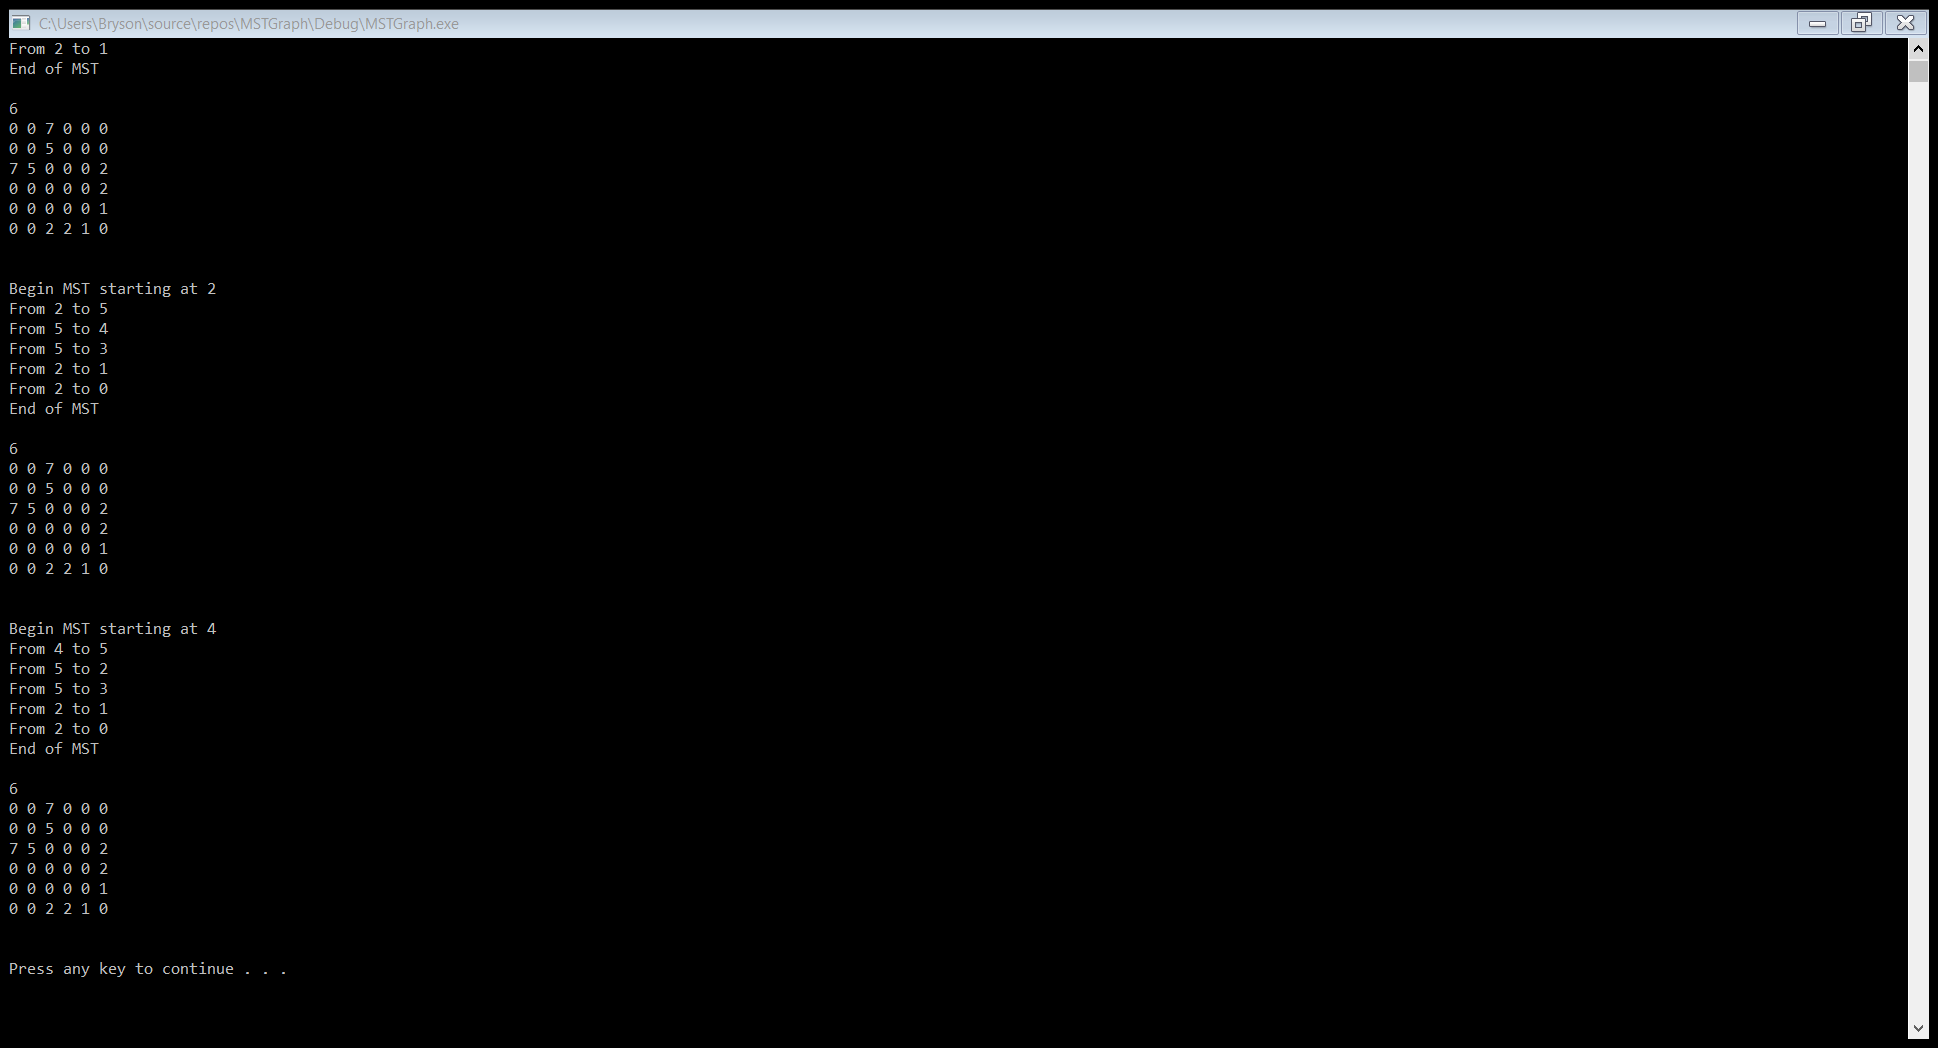 C:\Users\Bryson\source\repos\MSTGraph\Debug\MSTGraph.exe
From 2 to 1
End of MST
6
0 0 7 0 0 0
0 0 5 0 0 0
7 5 0 0 0 2
0 0 0 0 0 2
0 0 0 0 0 1
0 0 2 2 1 0
Begin MST starting at 2
From 2 to 5
From 5 to 4
From 5 to 3
From 2 to 1
From 2 to 0
End of MST
6
0 0 7 0 0 0
0 0 5 0 0 0
7 5 0 0 0 2
0 0 0 0 0 2
0 0 0 0 0 1
0 0 2 2 1 0
Begin MST starting at 4
From 4 to 5
From 5 to 2
From 5 to 3
From 2 to 1
From 2 to 0
End of MST
6
0 0 7 0 0 0
0 0 5 0 0 0
7 5 0 0 0 2
0 0 0 0 0 2
0 0 0 0 0 1
0 0 2 2 1 0
Press any key to continue . . .